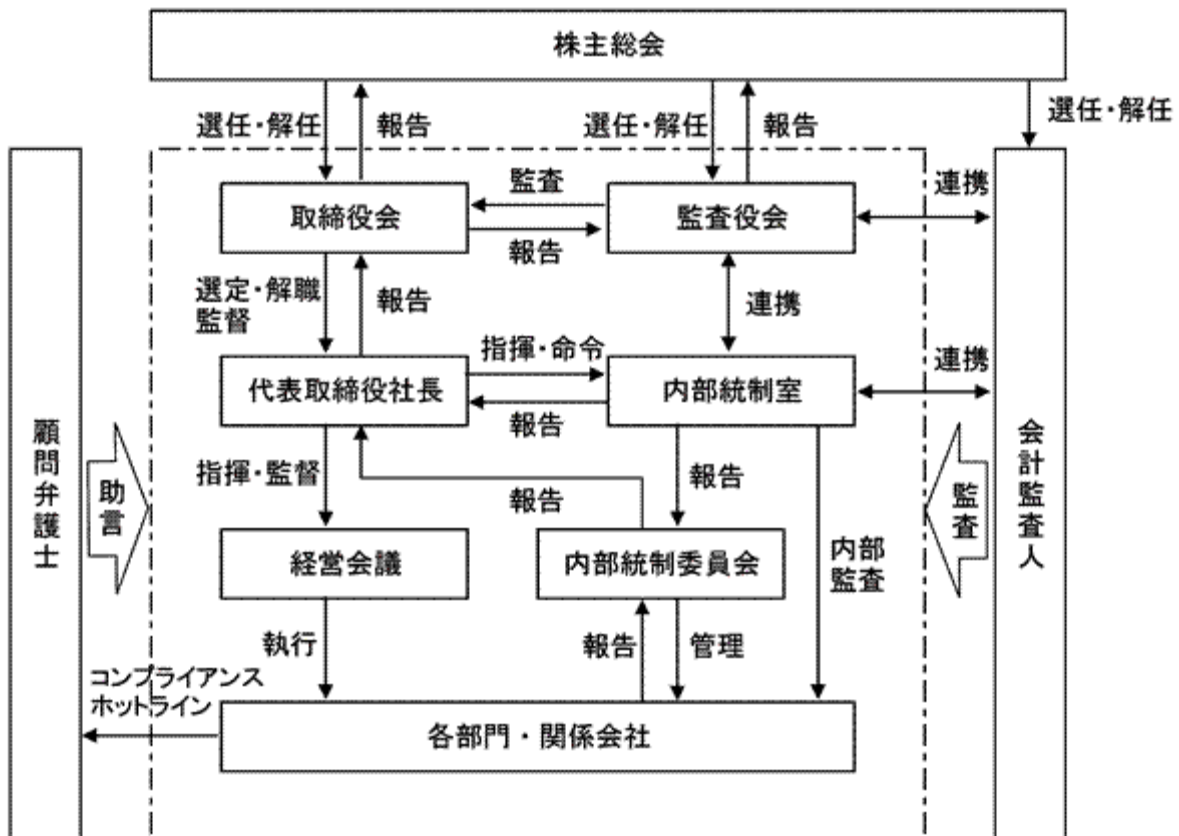 株主総会
選任・解任
報告
選任・解任
報告
選任・解任
取締役会
監査
報告
監査役会
連携
選定・解職
監督
報告
連携
代表取締役社長
指揮・命令
報告
内部統制室
連携
顧問弁護士
助言
指揮・監督
報告
報告
内部
監査
監査
会計監査人
経営会議
内部統制委員会
執行
報告
管理
コンプライアンス
ホットライン
各部門・関係会社